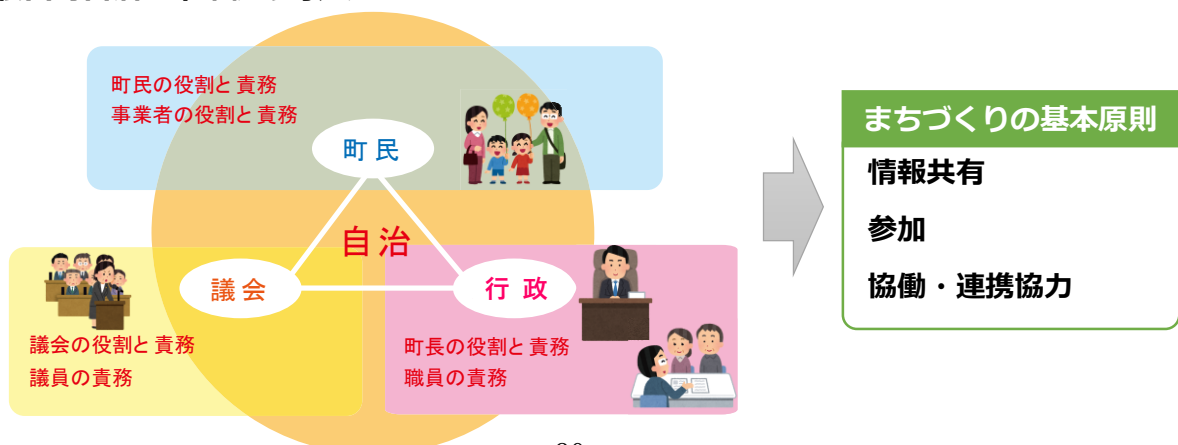 町民の役割と責務
事業者の役割と責務
町民
自治
議会
行政
議会の役割と責務
議員の責務
町長の役割と責務
職員の責務
まちづくりの基本原則
情報共有
参加
協働・連携協力